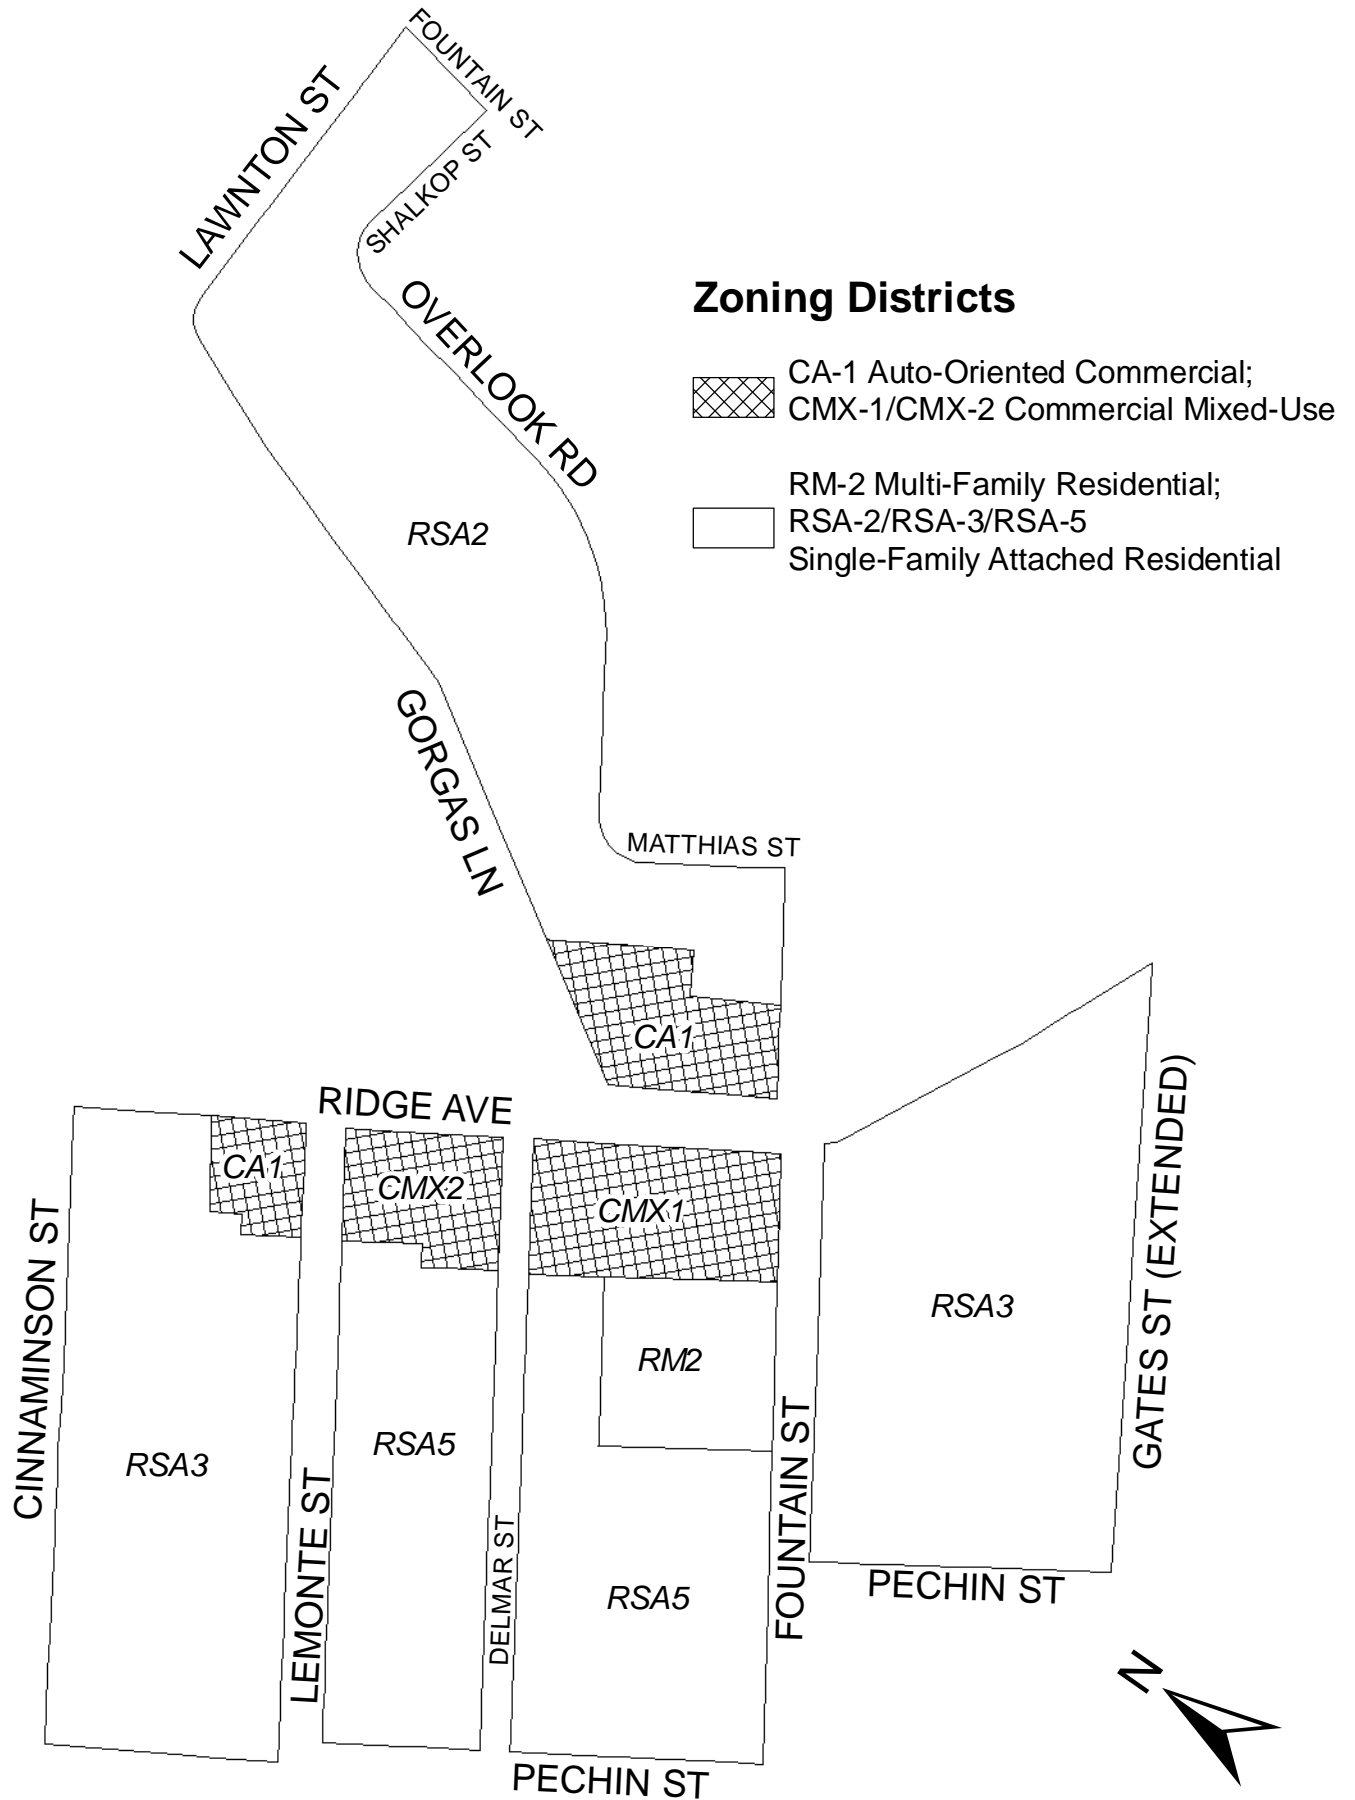 FOUNTAIN ST
LAWNTON ST
SHALKOP ST
OVERLOOK RD
Zoning Districts
CA-1 Auto-Oriented Commercial;
CMX-1/CMX-2 Commercial Mixed-Use
RM-2 Multi-Family Residential;
RSA-2/RSA-3/RSA-5
Single-Family Attached Residential
RSA2
GORGAS LN
MATTHIAS ST
CA1
RIDGE AVE
CA1
CMX2
CMX1
CINNAMINSON ST
RSA3
GATES ST (EXTENDED)
RM2
RSA5
RSA3
LEMONTE ST
DELMAR ST
FOUNTAIN ST
RSA5
PECHIN ST
PECHIN ST
N